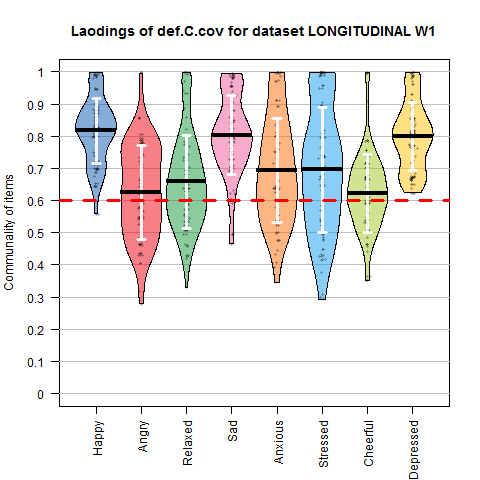 Laodings of def.C.cov for dataset LONGITUDINAL W1
Communality of items
1
0.9
0.8
0.7
0.6
0.5
0.4
0.3
0.2
0.1
0
Happy
Angry
Relaxed
Sad
Anxious
Stressed
Cheerful
Depressed